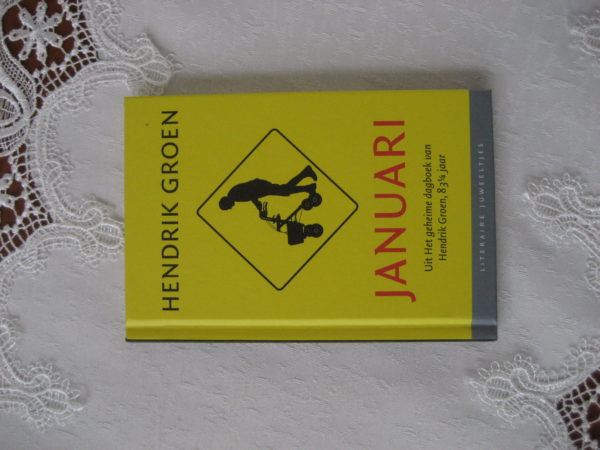 HENDRIK GROEN
JANUARI
Uit Het geheime dagboek van
Hendrik Groen, 83¼ jaar
LITERAIRE JUWEELTJES